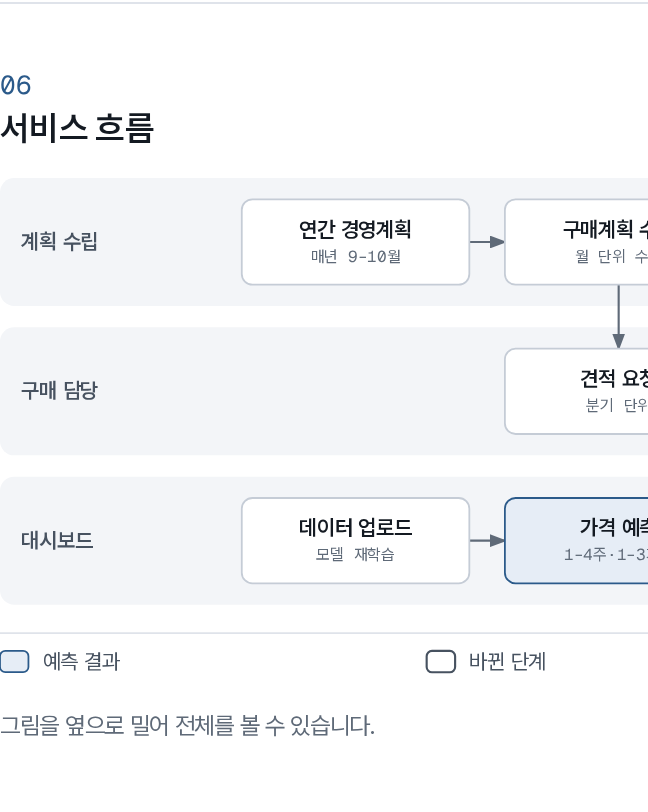 06
서비스 흐름
계획 수립
연간 경영계획
매년 9–10월
구매계획
월 단위
구매 담당
견적
분기
대시보드
데이터 업로드
모델 재학습
가격
1–4주·1–3
예측 결과
바뀐 단계
그림을 옆으로 밀어 전체를 볼 수 있습니다.